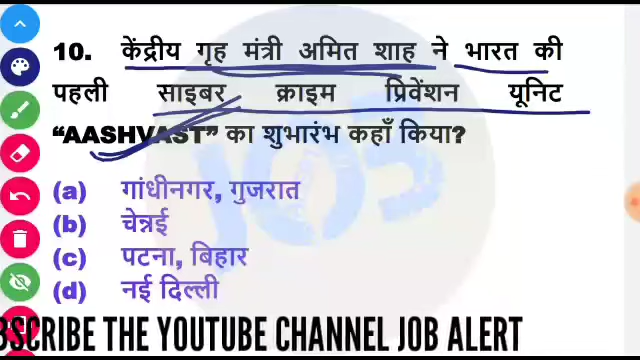 10. केंद्रीय गृह मंत्री अमित शाह ने भारत की
पहली साइबर क्राइम प्रिवेंशन यूनिट
“AASHVAST” का शुभारंभ कहाँ किया?
(a) गांधीनगर, गुजरात
(b) चेन्नई
(c) पटना, बिहार
(d) नई दिल्ली
BSCRIBE THE YOUTUBE CHANNEL JOB ALERT